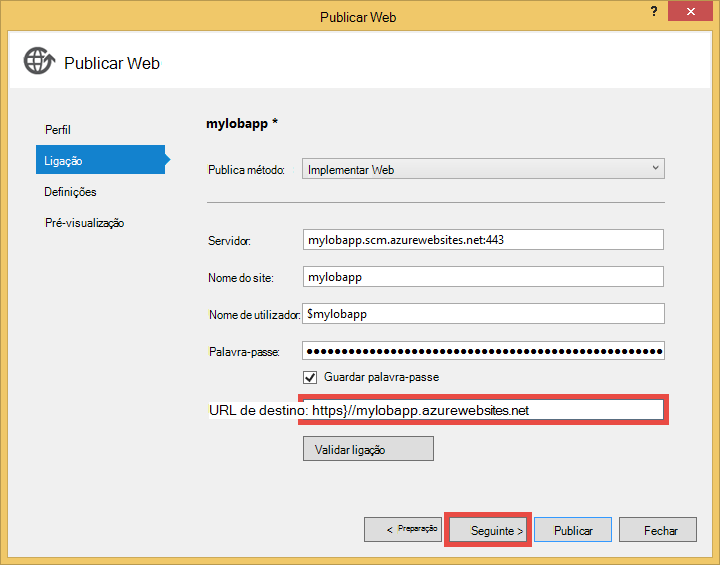 Publicar Web
?
Publicar Web
Perfil
Ligação
Definições
Pré-visualização
mylobapp *
Publica método: Implementar Web
Servidor: mylobapp.scm.azurewebsites.net:443
Nome do site: mylobapp
Nome de utilizador: $mylobapp
Palavra-passe:
Guardar palavra-passe
URL de destino: https}//mylobapp.azurewebsites.net
Validar ligação
< Preparação Seguinte > Publicar Fechar